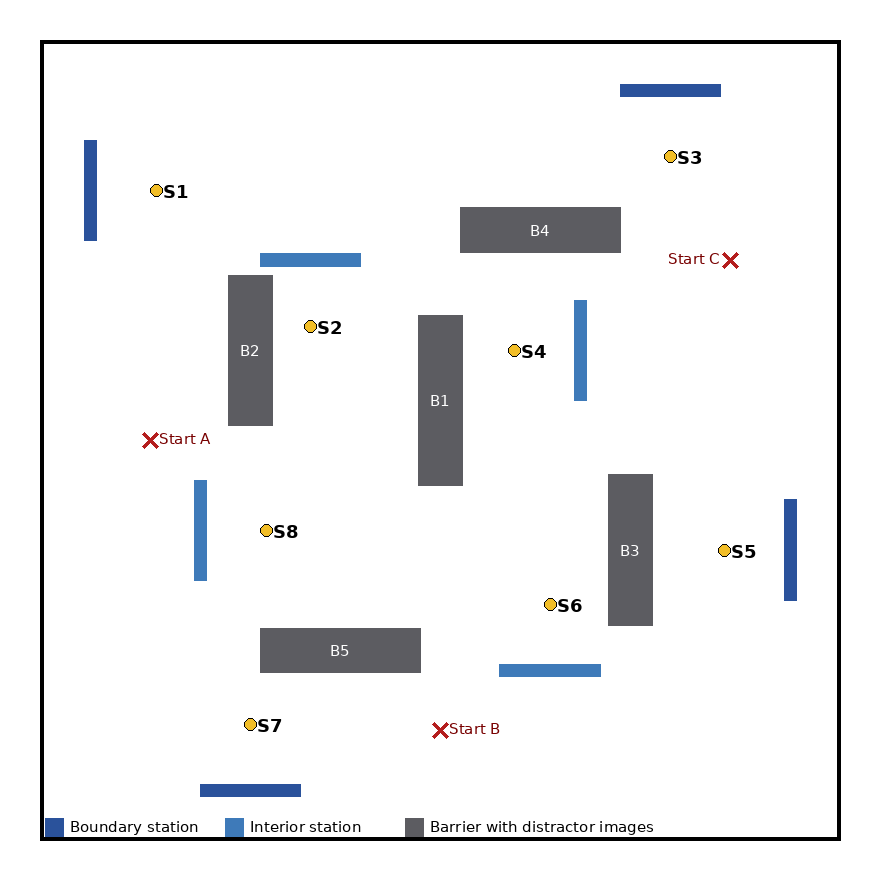 S3
S1
B4
Start C
S2
B2
S4
B1
Start A
S8
B3
S5
S6
B5
S7
Start B
Boundary station
Interior station
Barrier with distractor images